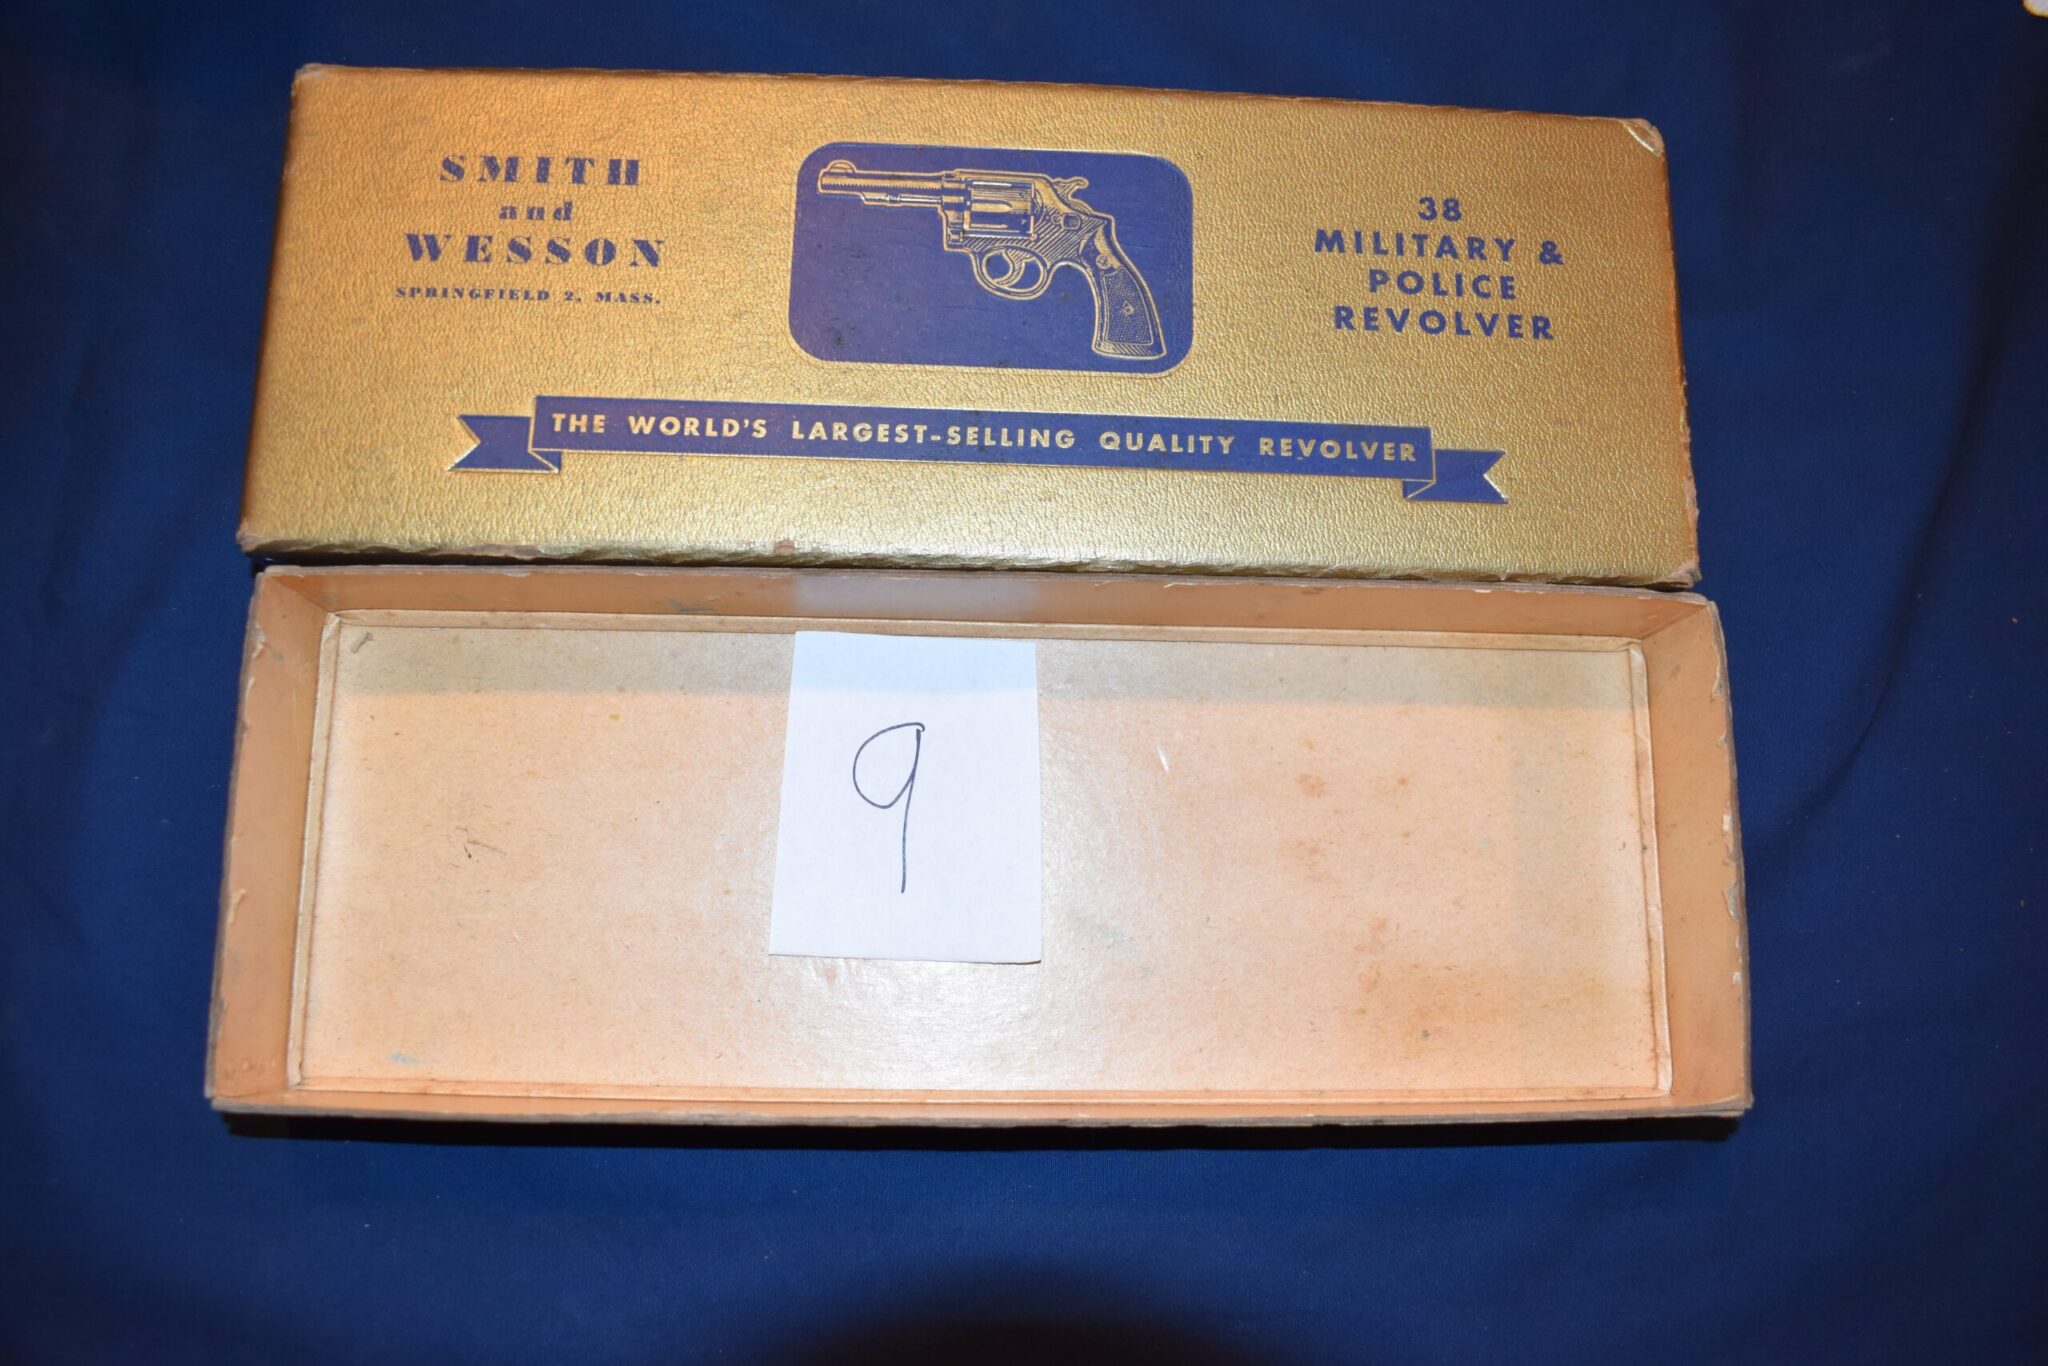 SMITH
and
WESSON
SPRINGFIELD 2, MASS.
38
MILITARY &
POLICE
REVOLVER
THE WORLD'S LARGEST-SELLING QUALITY REVOLVER
9